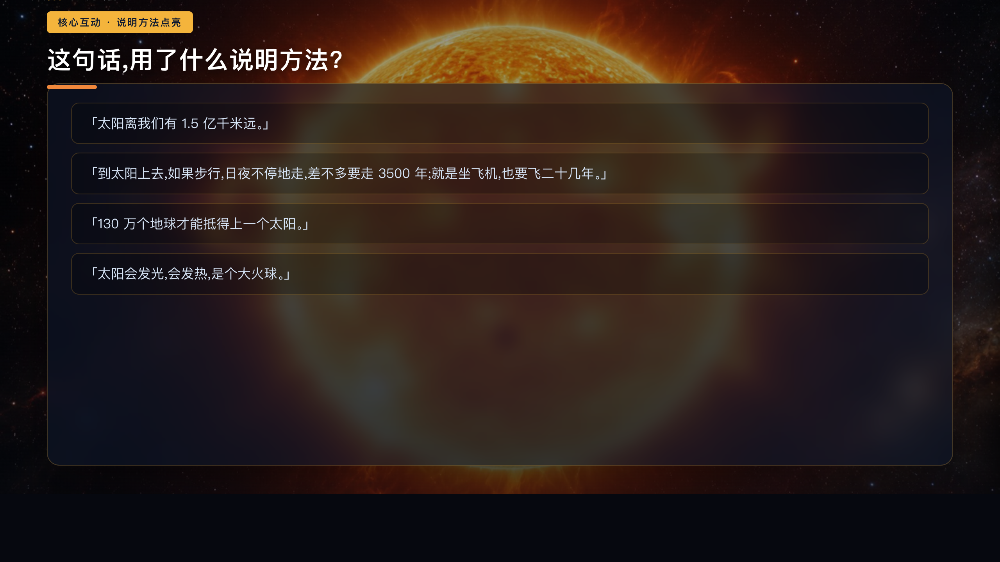 核心互动 · 说明方法点亮
这句话,用了什么说明方法?
「太阳离我们有 1.5 亿千米远。」
「到太阳上去,如果步行,日夜不停地走,差不多要走 3500 年;就是坐飞机,也要飞二十几年。」
「130 万个地球才能抵得上一个太阳。」
「太阳会发光,会发热,是个大火球。」